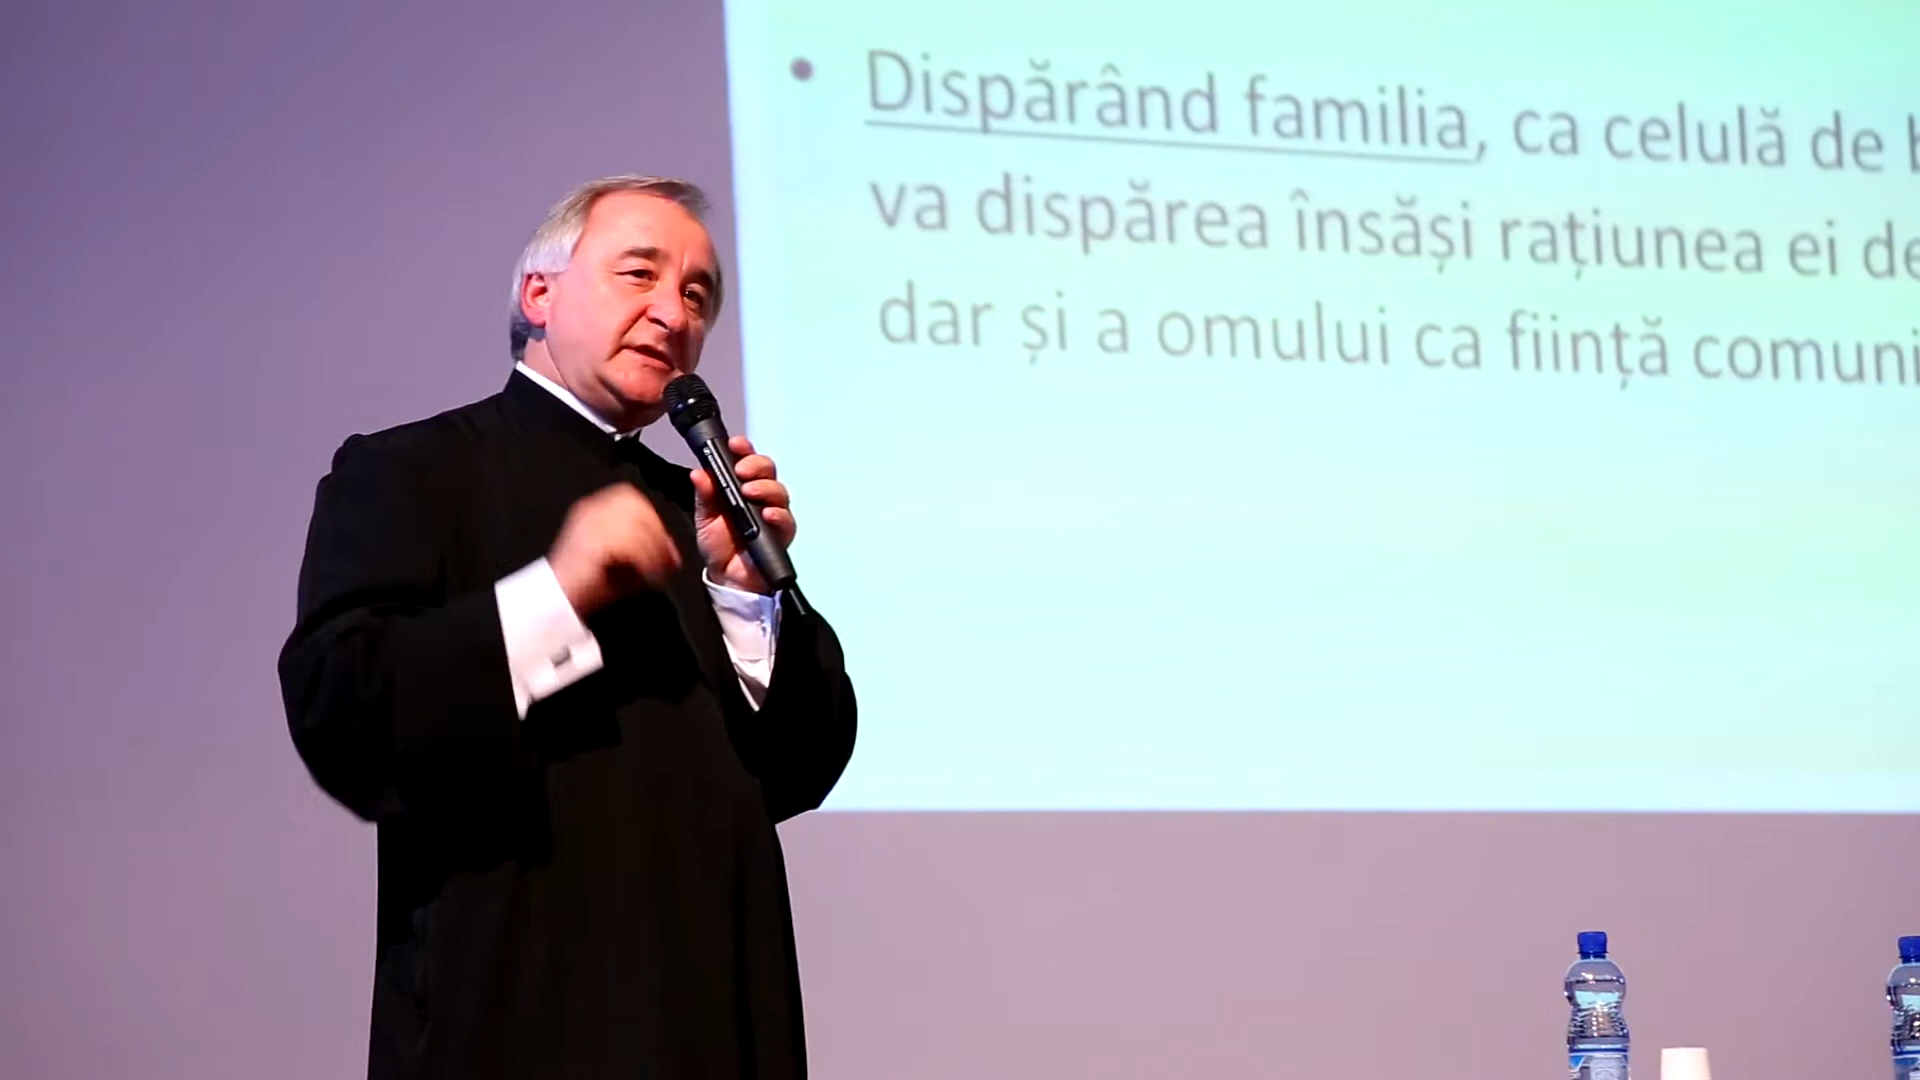 • Dispărând familia, ca celulă de
va dispărea însăși rațiunea ei de
dar și a omului ca ființă comuni